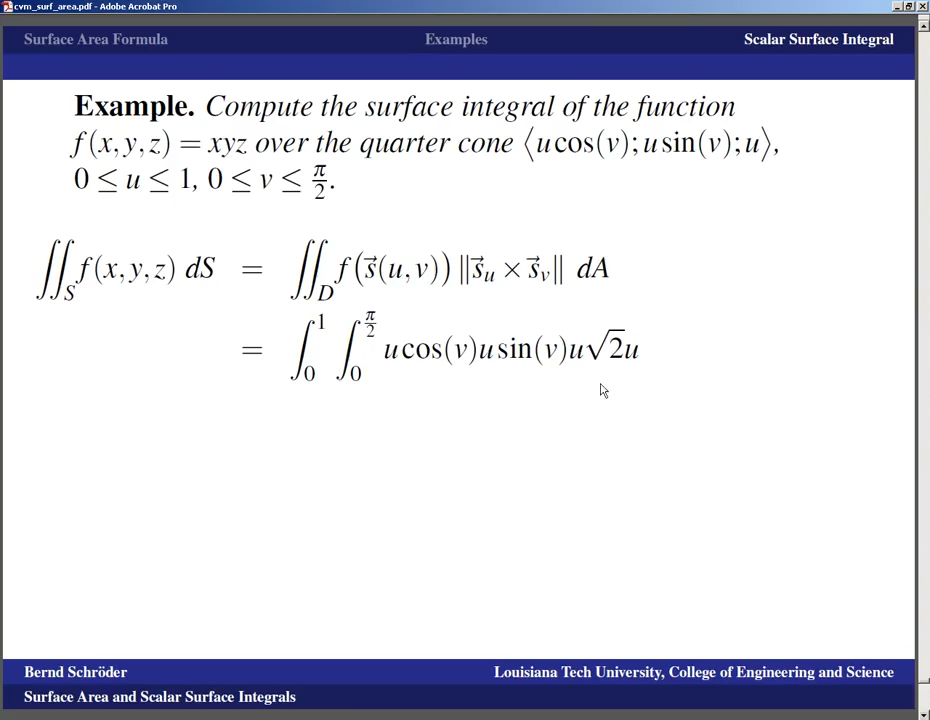 cvm_surf_area.pdf - Adobe Acrobat Pro
Surface Area Formula Examples Scalar Surface Integral
Example. Compute the surface integral of the function
f(x,y,z) = xyz over the quarter cone ⟨u cos(v); u sin(v); u⟩,
0 ≤ u ≤ 1, 0 ≤ v ≤ π/2.
∬_S f(x,y,z) dS = ∬_D f(s⃗(u,v)) ‖s⃗_u × s⃗_v‖ dA
= ∫_0^1 ∫_0^{π/2} u cos(v) u sin(v) u √2 u
Bernd Schröder Louisiana Tech University, College of Engineering and Science
Surface Area and Scalar Surface Integrals